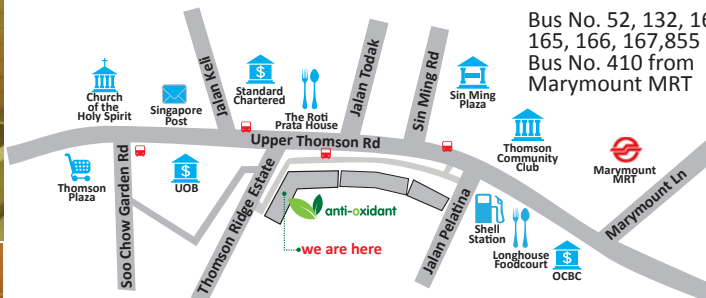 Bus No. 52, 132, 16
165, 166, 167,855
Bus No. 410 from
Marymount MRT
Church
of the
Holy Spirit
Singapore
Post
Jalan Keli
Standard
Chartered
The Roti
Prata House
Jalan Todak
Sin Ming Rd
Sin Ming
Plaza
Upper Thomson Rd
Thomson
Community
Club
Marymount
MRT
Marymount Ln
Thomson
Plaza
Soo Chow Garden Rd
UOB
Thomson Ridge Estate
anti-oxidant
we are here
Jalan Pelatina
Shell
Station
Longhouse
Foodcourt
OCBC